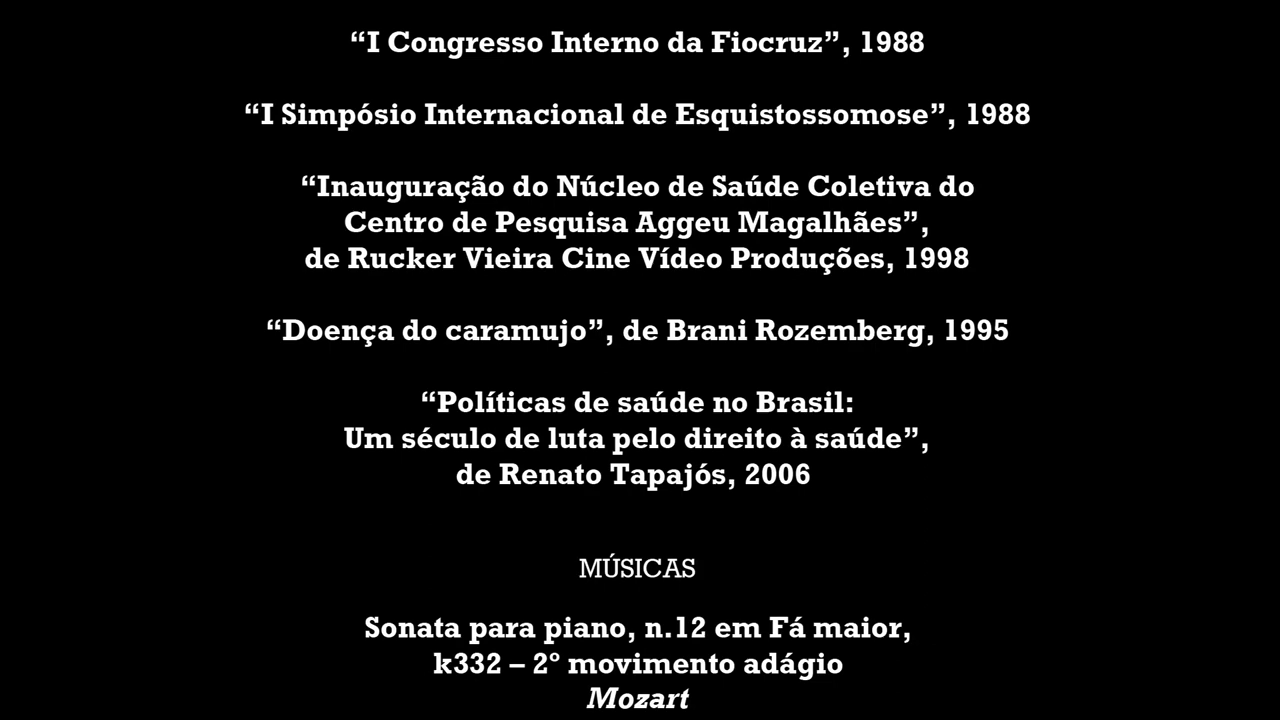 “I Congresso Interno da Fiocruz”, 1988
“I Simpósio Internacional de Esquistossomose”, 1988
“Inauguração do Núcleo de Saúde Coletiva do
Centro de Pesquisa Aggeu Magalhães”,
de Rucker Vieira Cine Vídeo Produções, 1998
“Doença do caramujo”, de Brani Rozemberg, 1995
“Políticas de saúde no Brasil:
Um século de luta pelo direito à saúde”,
de Renato Tapajós, 2006
MÚSICAS
Sonata para piano, n.12 em Fá maior,
k332 – 2º movimento adágio
Mozart